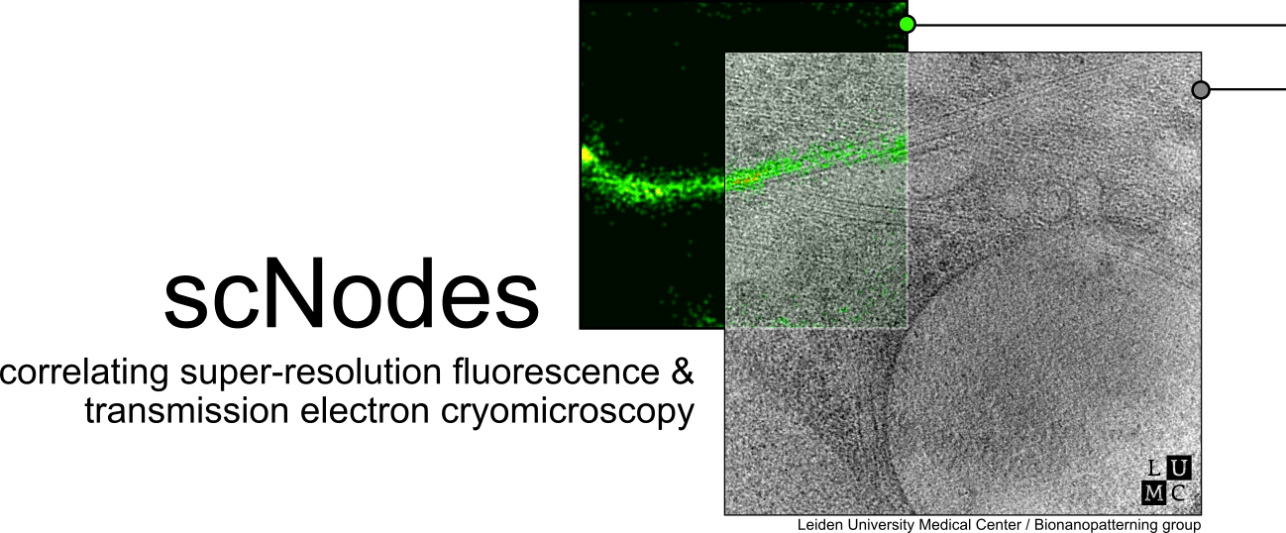 scNodes
correlating super-resolution fluorescence &
transmission electron cryomicroscopy
L U
M C
Leiden University Medical Center / Bionanopatterning group